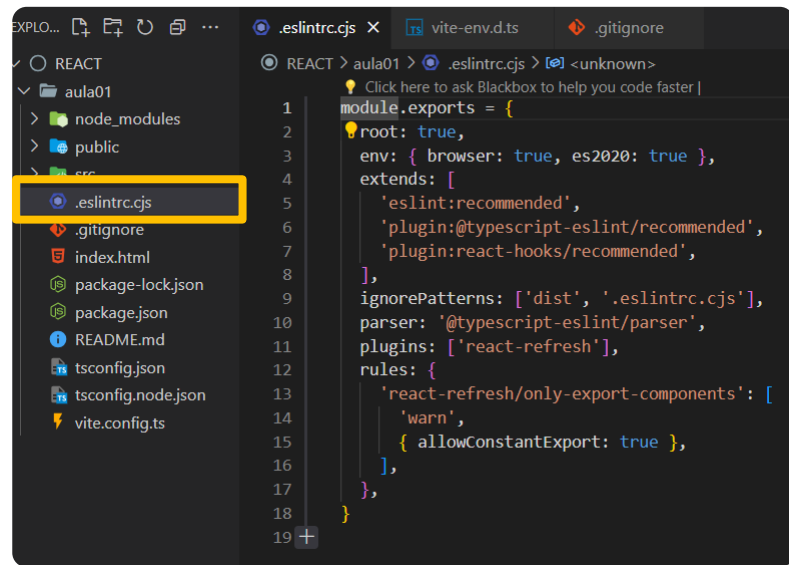 EXPLO...
.eslintrc.cjs
vite-env.d.ts
.gitignore
REACT
REACT > aula01 > .eslintrc.cjs > <unknown>
aula01
node_modules
public
src
.eslintrc.cjs
.gitignore
index.html
package-lock.json
package.json
README.md
tsconfig.json
tsconfig.node.json
vite.config.ts
Click here to ask Blackbox to help you code faster |
1 module.exports = {
2 root: true,
3 env: { browser: true, es2020: true },
4 extends: [
5 'eslint:recommended',
6 'plugin:@typescript-eslint/recommended',
7 'plugin:react-hooks/recommended',
8 ],
9 ignorePatterns: ['dist', '.eslintrc.cjs'],
10 parser: '@typescript-eslint/parser',
11 plugins: ['react-refresh'],
12 rules: {
13 'react-refresh/only-export-components': [
14 'warn',
15 { allowConstantExport: true },
16 ],
17 },
18 }
19